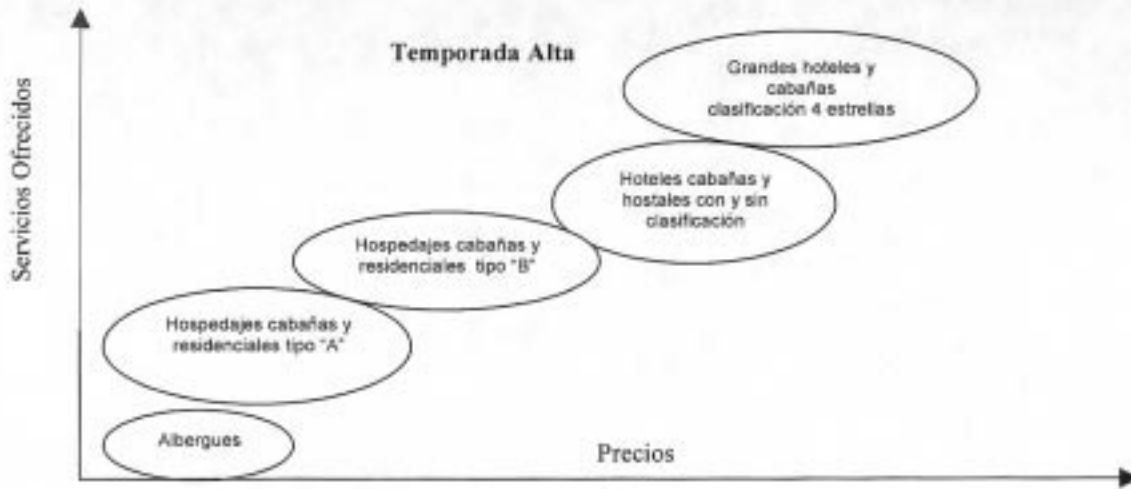 Temporada Alta
Servicios Ofrecidos
Grandes hoteles y
cabañas
clasificación 4 estrellas
Hoteles cabañas y
hostales con y sin
clasificación
Hospedajes cabañas y
residenciales tipo "B"
Hospedajes cabañas y
residenciales tipo "A"
Albergues
Precios